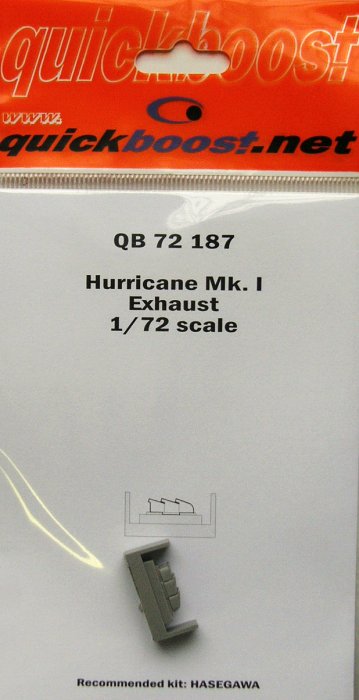 quickboost
www.
quickboost.net
QB 72 187
Hurricane Mk. I
Exhaust
1/72 scale
Recommended kit: HASEGAWA